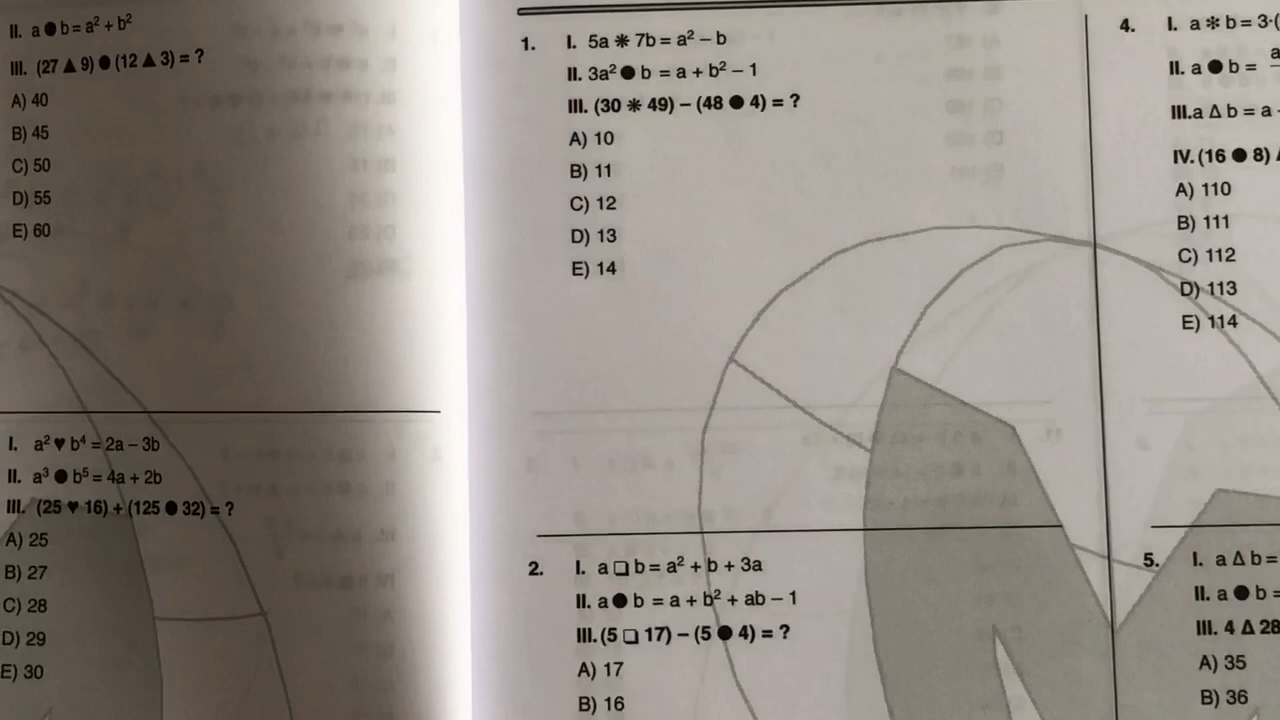 II. a ● b = a² + b²
III. (27 ▲ 9) ● (12 ▲ 3) = ?
A) 40
B) 45
C) 50
D) 55
E) 60
I. a² ♥ b⁴ = 2a – 3b
II. a³ ● b⁵ = 4a + 2b
III. (25 ♥ 16) + (125 ● 32) = ?
A) 25
B) 27
C) 28
D) 29
E) 30
1. I. 5a ⁕ 7b = a² – b
II. 3a² ● b = a + b² – 1
III. (30 ⁕ 49) – (48 ● 4) = ?
A) 10
B) 11
C) 12
D) 13
E) 14
2. I. a ❑ b = a² + b + 3a
II. a ● b = a + b² + ab – 1
III. (5 ❑ 17) – (5 ● 4) = ?
A) 17
B) 16
4. I. a ⁕ b = 3·(
II. a ● b = a
III. a Δ b = a
IV. (16 ● 8)
A) 110
B) 111
C) 112
D) 113
E) 114
5. I. a Δ b =
II. a ● b =
III. 4 Δ 28
A) 35
B) 36